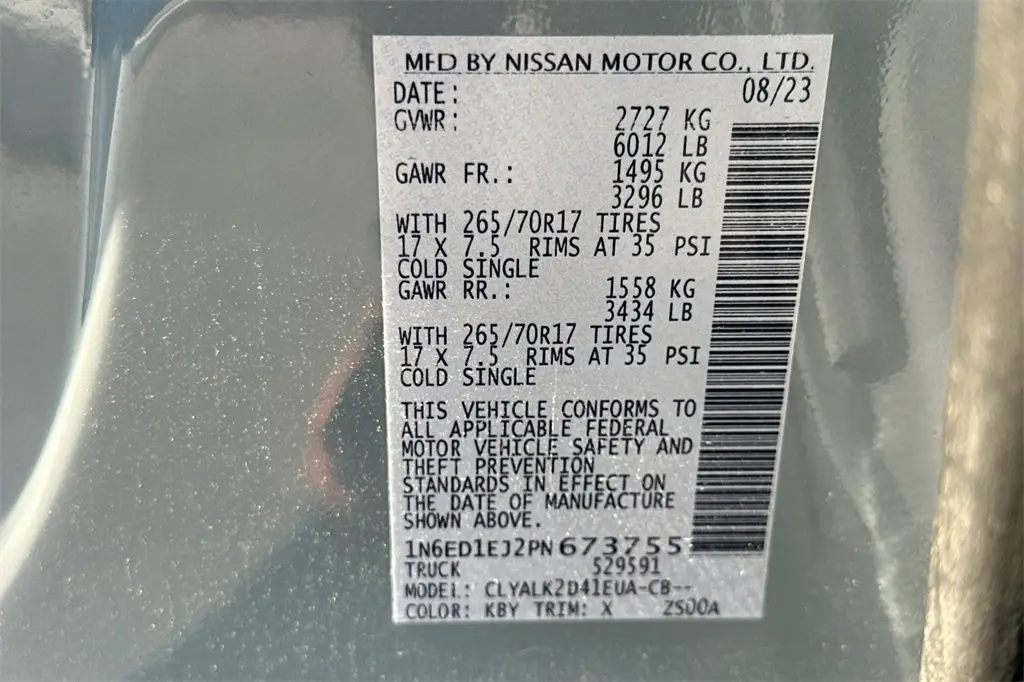 MFD BY NISSAN MOTOR CO., LTD.
DATE: 08/23
GVWR: 2727 KG
6012 LB
GAWR FR.: 1495 KG
3296 LB
WITH 265/70R17 TIRES
17 X 7.5 RIMS AT 35 PSI
COLD SINGLE
GAWR RR.: 1558 KG
3434 LB
WITH 265/70R17 TIRES
17 X 7.5 RIMS AT 35 PSI
COLD SINGLE
THIS VEHICLE CONFORMS TO
ALL APPLICABLE FEDERAL
MOTOR VEHICLE SAFETY AND
THEFT PREVENTION
STANDARDS IN EFFECT ON
THE DATE OF MANUFACTURE
SHOWN ABOVE.
1N6ED1EJ2PN673755
TRUCK 529591
MODEL: CLYALK2D41EUA-CB--
COLOR: KBY TRIM: X ZS00A